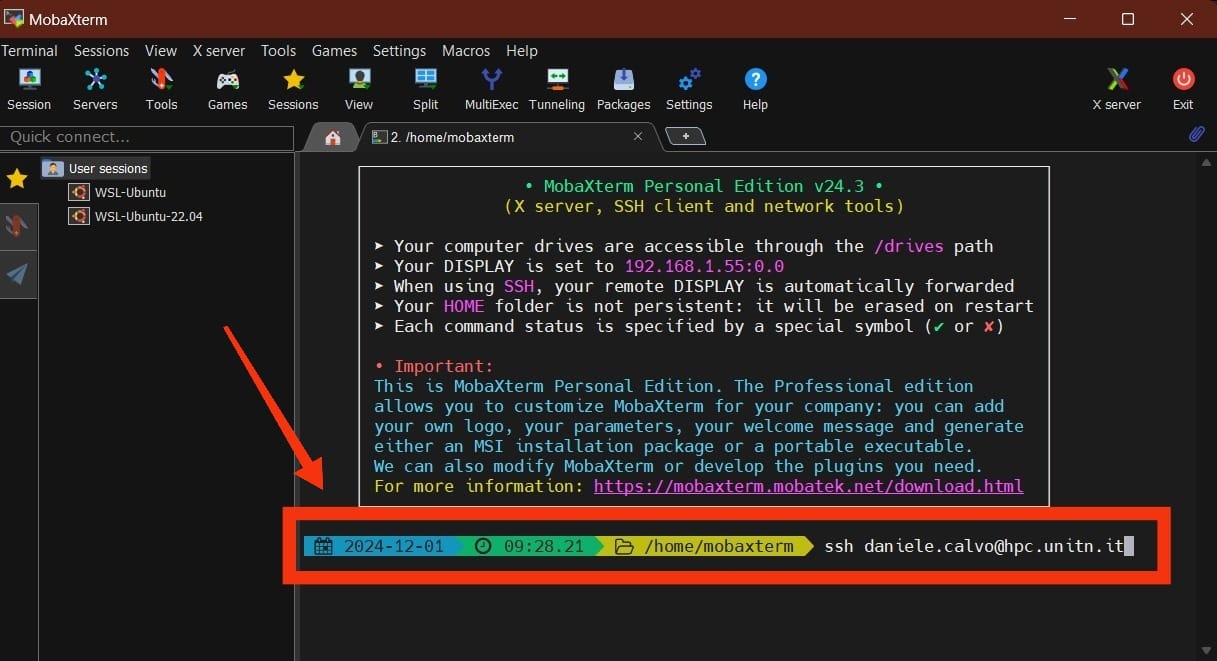 MobaXterm
Terminal Sessions View X server Tools Games Settings Macros Help
Session Servers Tools Games Sessions View Split MultiExec Tunneling Packages Settings Help X server Exit
Quick connect...
2. /home/mobaxterm
User sessions
WSL-Ubuntu
WSL-Ubuntu-22.04
• MobaXterm Personal Edition v24.3 •
(X server, SSH client and network tools)
➤ Your computer drives are accessible through the /drives path
➤ Your DISPLAY is set to 192.168.1.55:0.0
➤ When using SSH, your remote DISPLAY is automatically forwarded
➤ Your HOME folder is not persistent: it will be erased on restart
➤ Each command status is specified by a special symbol (✔ or ✘)
• Important:
This is MobaXterm Personal Edition. The Professional edition
allows you to customize MobaXterm for your company: you can add
your own logo, your parameters, your welcome message and generate
either an MSI installation package or a portable executable.
We can also modify MobaXterm or develop the plugins you need.
For more information: https://mobaxterm.mobatek.net/download.html
2024-12-01 09:28.21 /home/mobaxterm ssh daniele.calvo@hpc.unitn.it